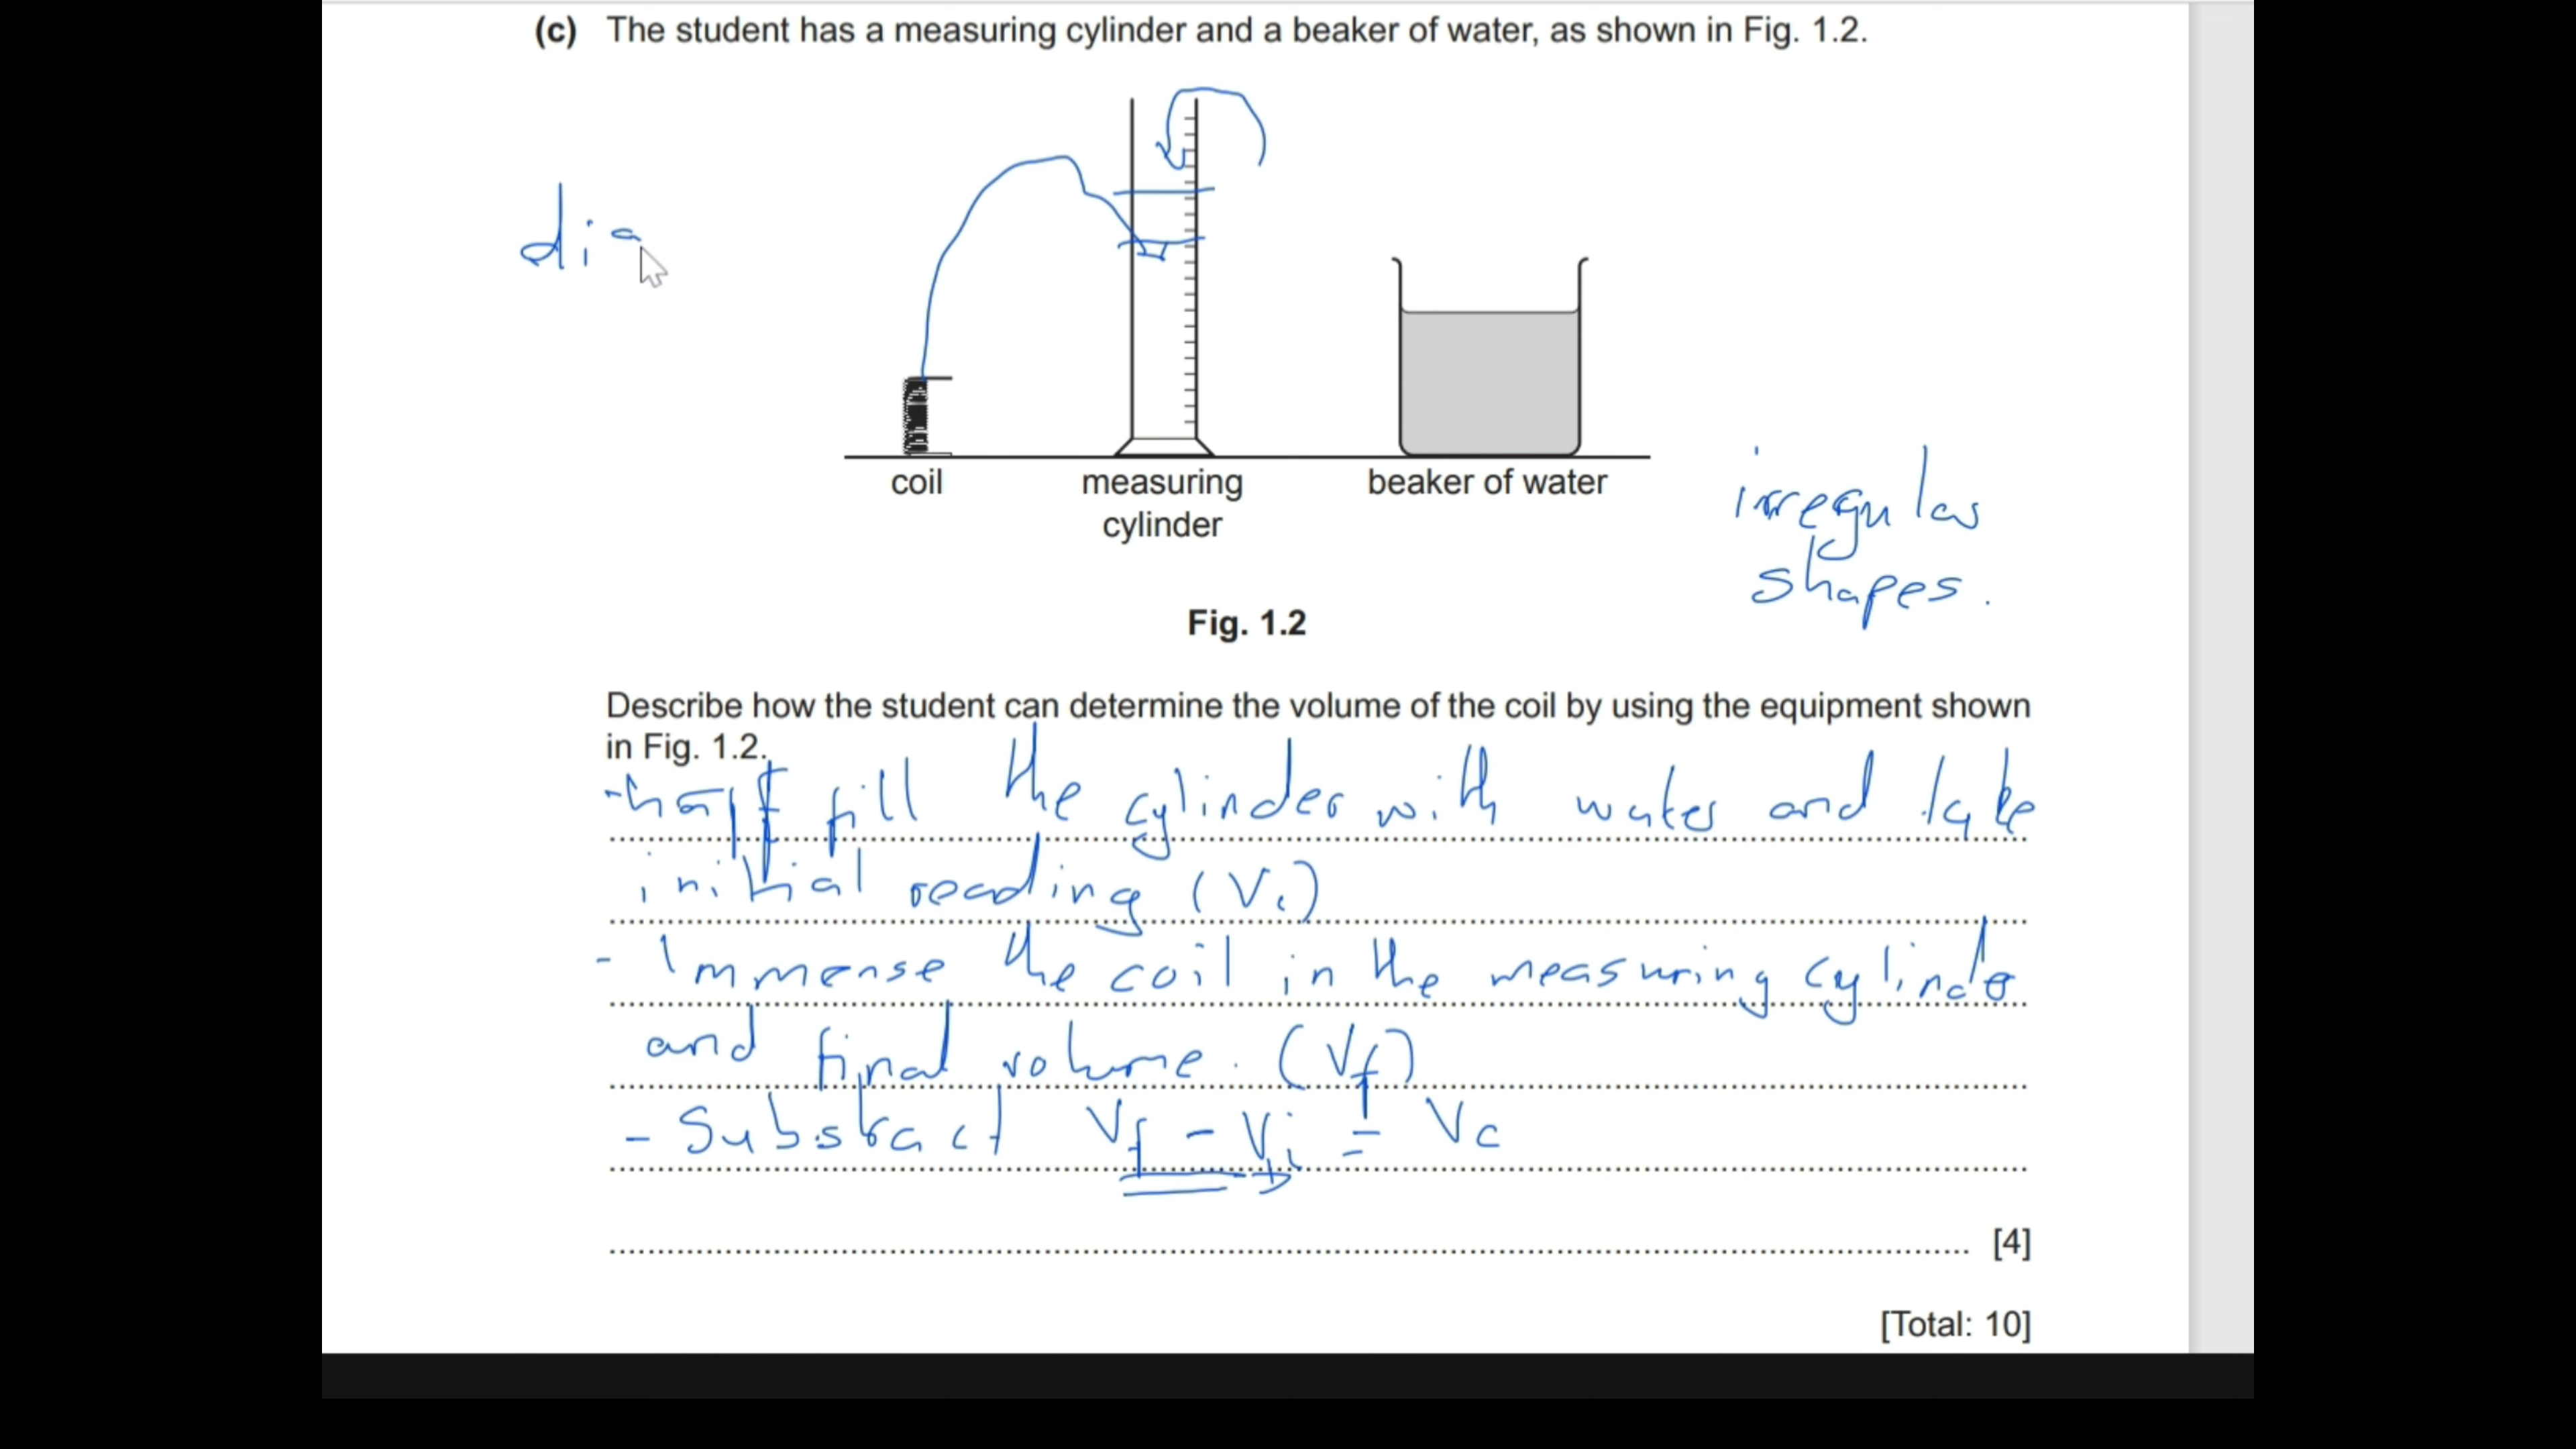 (c) The student has a measuring cylinder and a beaker of water, as shown in Fig. 1.2.
dia
coil
measuring
cylinder
beaker of water
irregular
shapes.
Fig. 1.2
Describe how the student can determine the volume of the coil by using the equipment shown
in Fig. 1.2.
- half fill the cylinder with water and take
initial reading (Vi)
- Immerse the coil in the measuring cylinder
and final volume. (Vf)
- Substract Vf - Vi = Vc
[4]
[Total: 10]